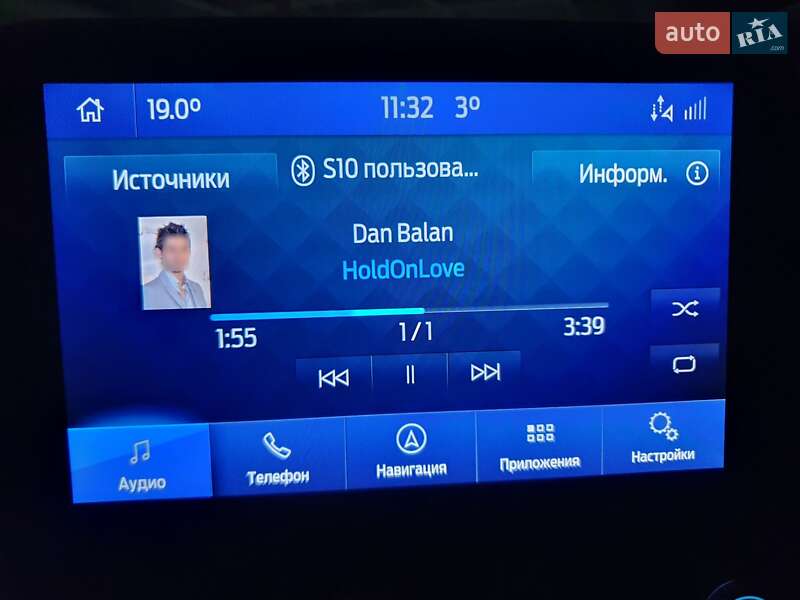 auto RIA
.com
19.0º 11:32 3º
Источники S10 пользова... Информ.
Dan Balan
HoldOnLove
1:55 1/1 3:39
Аудио Телефон Навигация Приложения Настройки